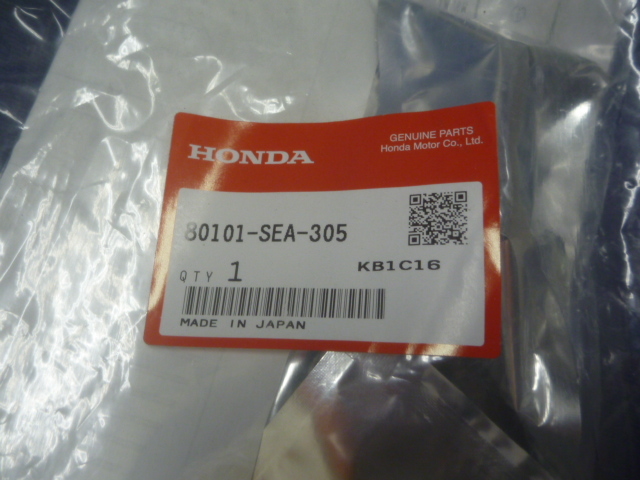 HONDA
GENUINE PARTS
Honda Motor Co., Ltd.
80101-SEA-305
QTY 1
KB1C16
MADE IN JAPAN